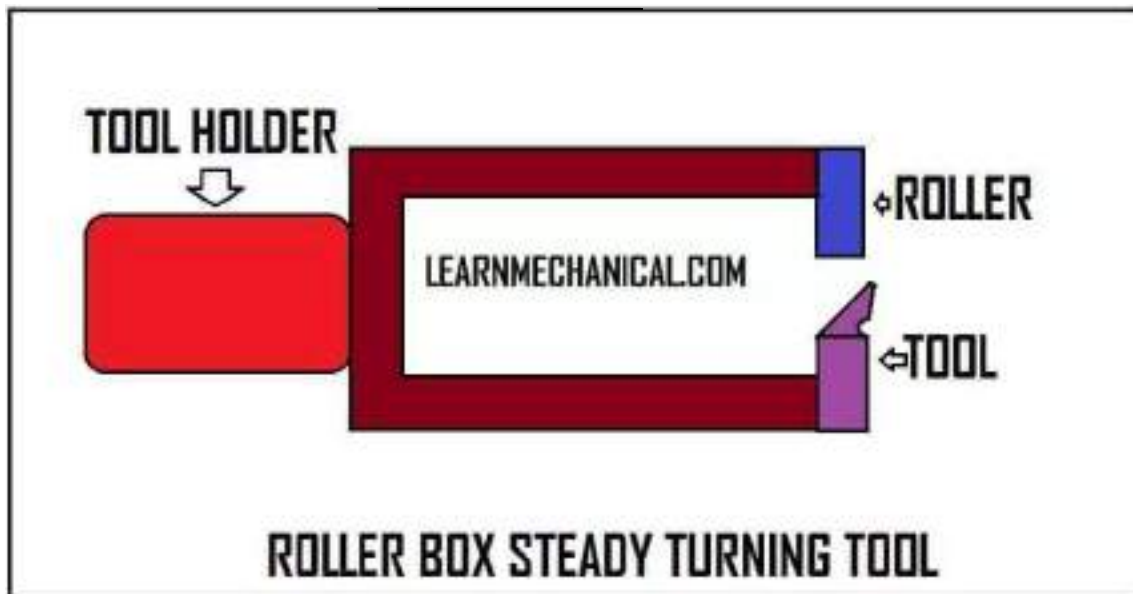 TOOL HOLDER
ROLLER
LEARNMECHANICAL.COM
TOOL
ROLLER BOX STEADY TURNING TOOL